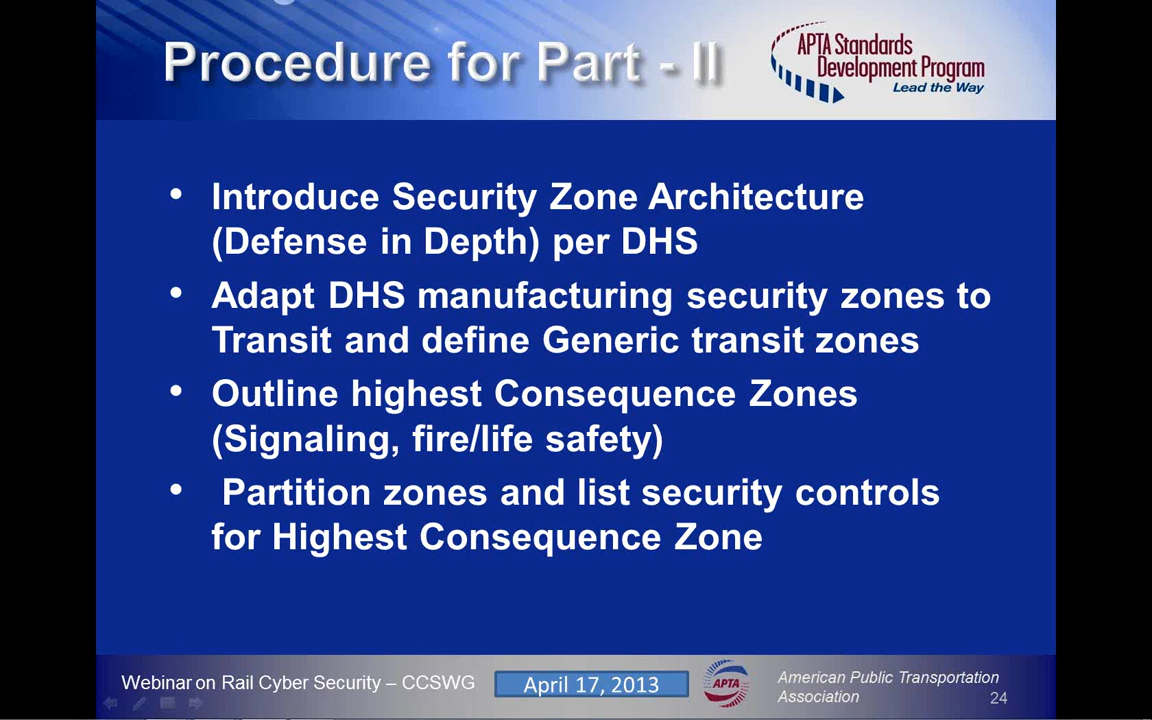 Procedure for Part - II
APTA Standards
Development Program
Lead the Way
• Introduce Security Zone Architecture
(Defense in Depth) per DHS
• Adapt DHS manufacturing security zones to
Transit and define Generic transit zones
• Outline highest Consequence Zones
(Signaling, fire/life safety)
• Partition zones and list security controls
for Highest Consequence Zone
Webinar on Rail Cyber Security – CCSWG
April 17, 2013
APTA
American Public Transportation
Association
24